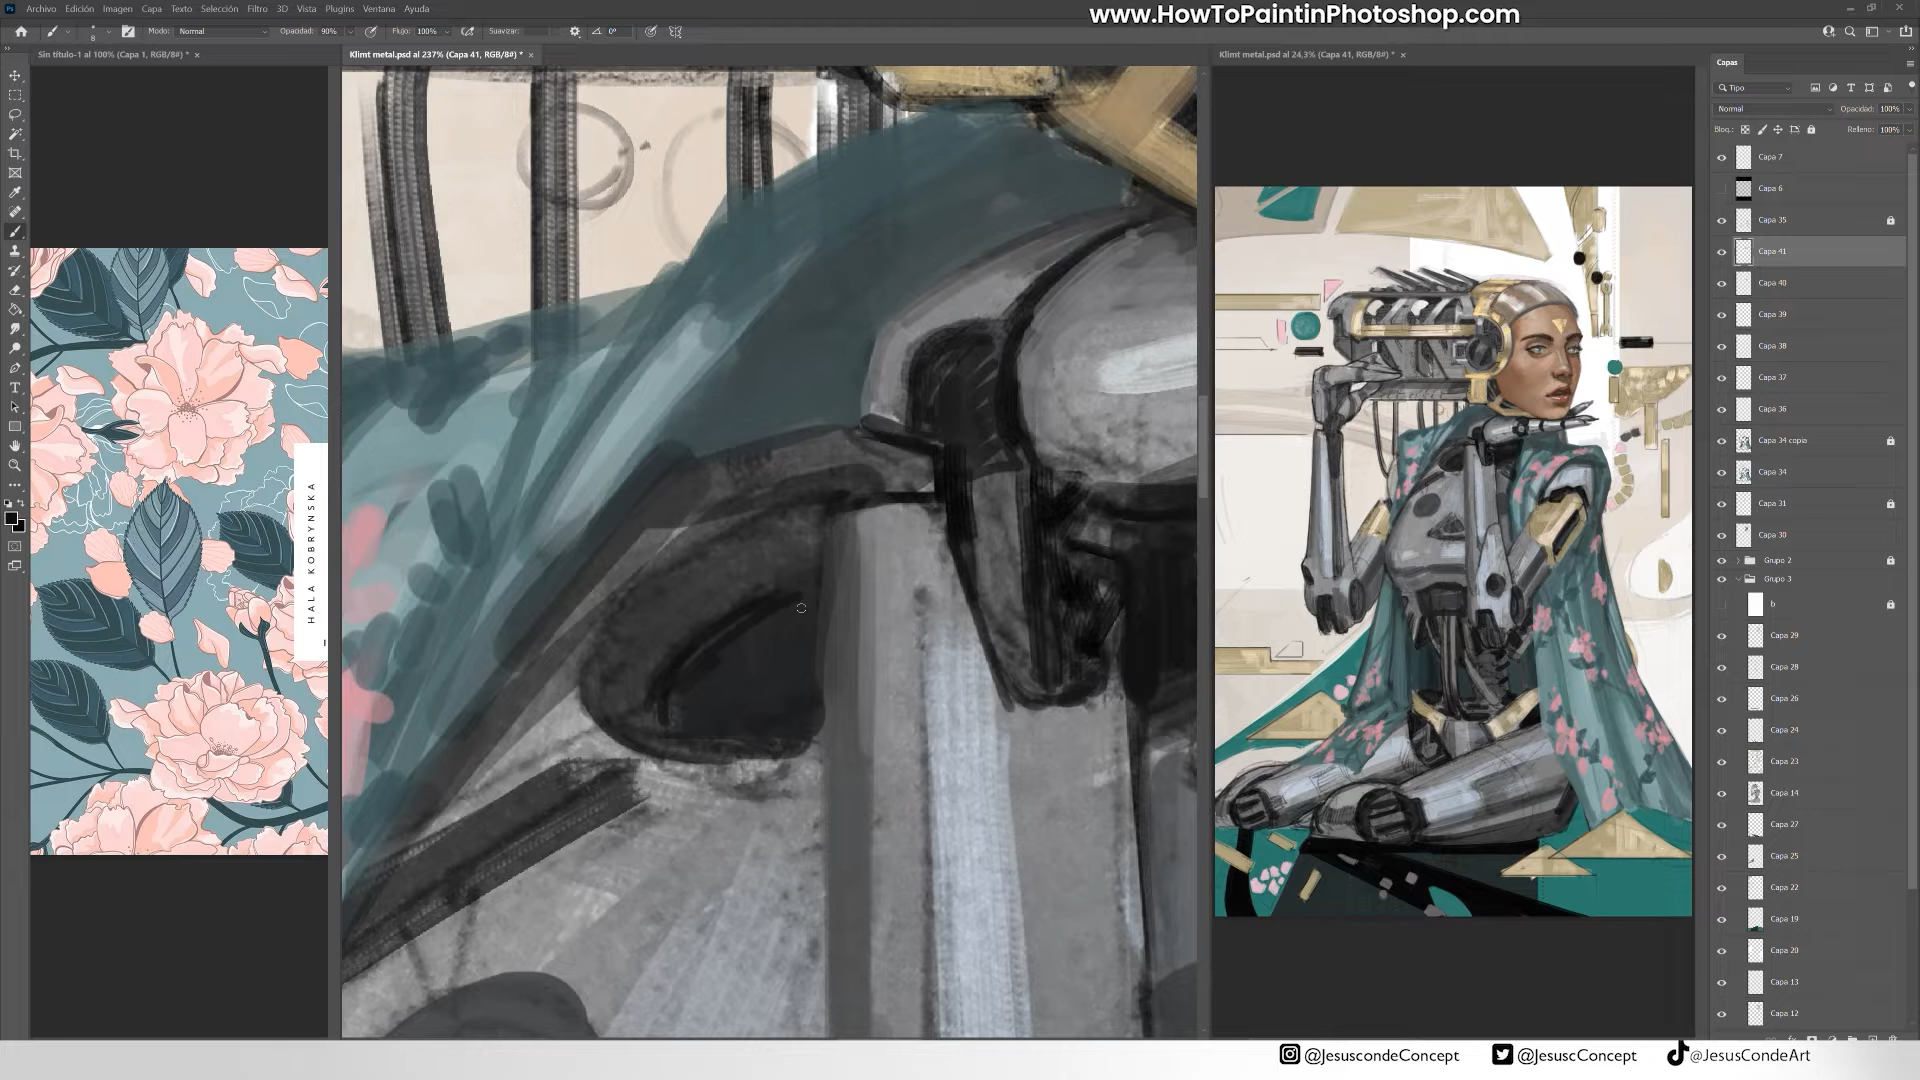 www.HowToPaintinPhotoshop.com
Archivo Edición Imagen Capa Texto Selección Filtro 3D Vista Plugins Ventana Ayuda
Modo: Normal Opacidad: 90% Flujo: 100% Suavizar: 0°
8
Sin título-1 al 100% (Capa 1, RGB/8#) *
Klimt metal.psd al 237% (Capa 41, RGB/8#) *
Klimt metal.psd al 24,3% (Capa 41, RGB/8#) *
Capas
Tipo
Normal Opacidad: 100%
Bloq.: Relleno: 100%
Capa 7
Capa 6
Capa 35
Capa 41
Capa 40
Capa 39
Capa 38
Capa 37
Capa 36
Capa 34 copia
Capa 34
Capa 31
Capa 30
Grupo 2
Grupo 3
b
Capa 29
Capa 28
Capa 26
Capa 24
Capa 23
Capa 14
Capa 27
Capa 25
Capa 22
Capa 19
Capa 20
Capa 13
Capa 12
HALA KOBRYNSKA
@JesuscondeConcept @JesuscConcept @JesusCondeArt